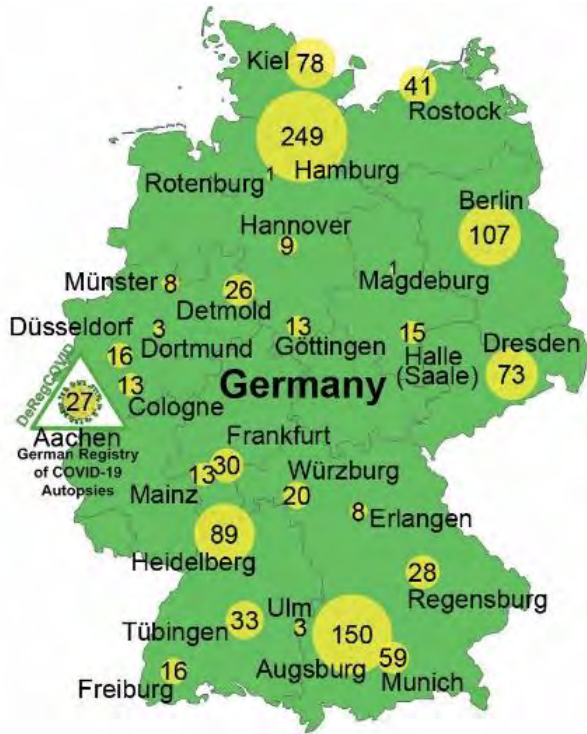 Kiel 78
41
Rostock
249
Hamburg
Rotenburg 1
Berlin
107
Hannover
9
1
Magdeburg
Münster 8
26
Detmold
Düsseldorf 3
Dortmund
13
Göttingen
15
Halle
(Saale)
Dresden
73
16
13
Cologne
Germany
DeRegCOVID
27
Aachen
German Registry
of COVID-19
Autopsies
Frankfurt
30
13
Mainz
Würzburg
20
8
Erlangen
89
Heidelberg
28
Regensburg
Ulm
3
33
Tübingen
150
Augsburg
59
Munich
16
Freiburg